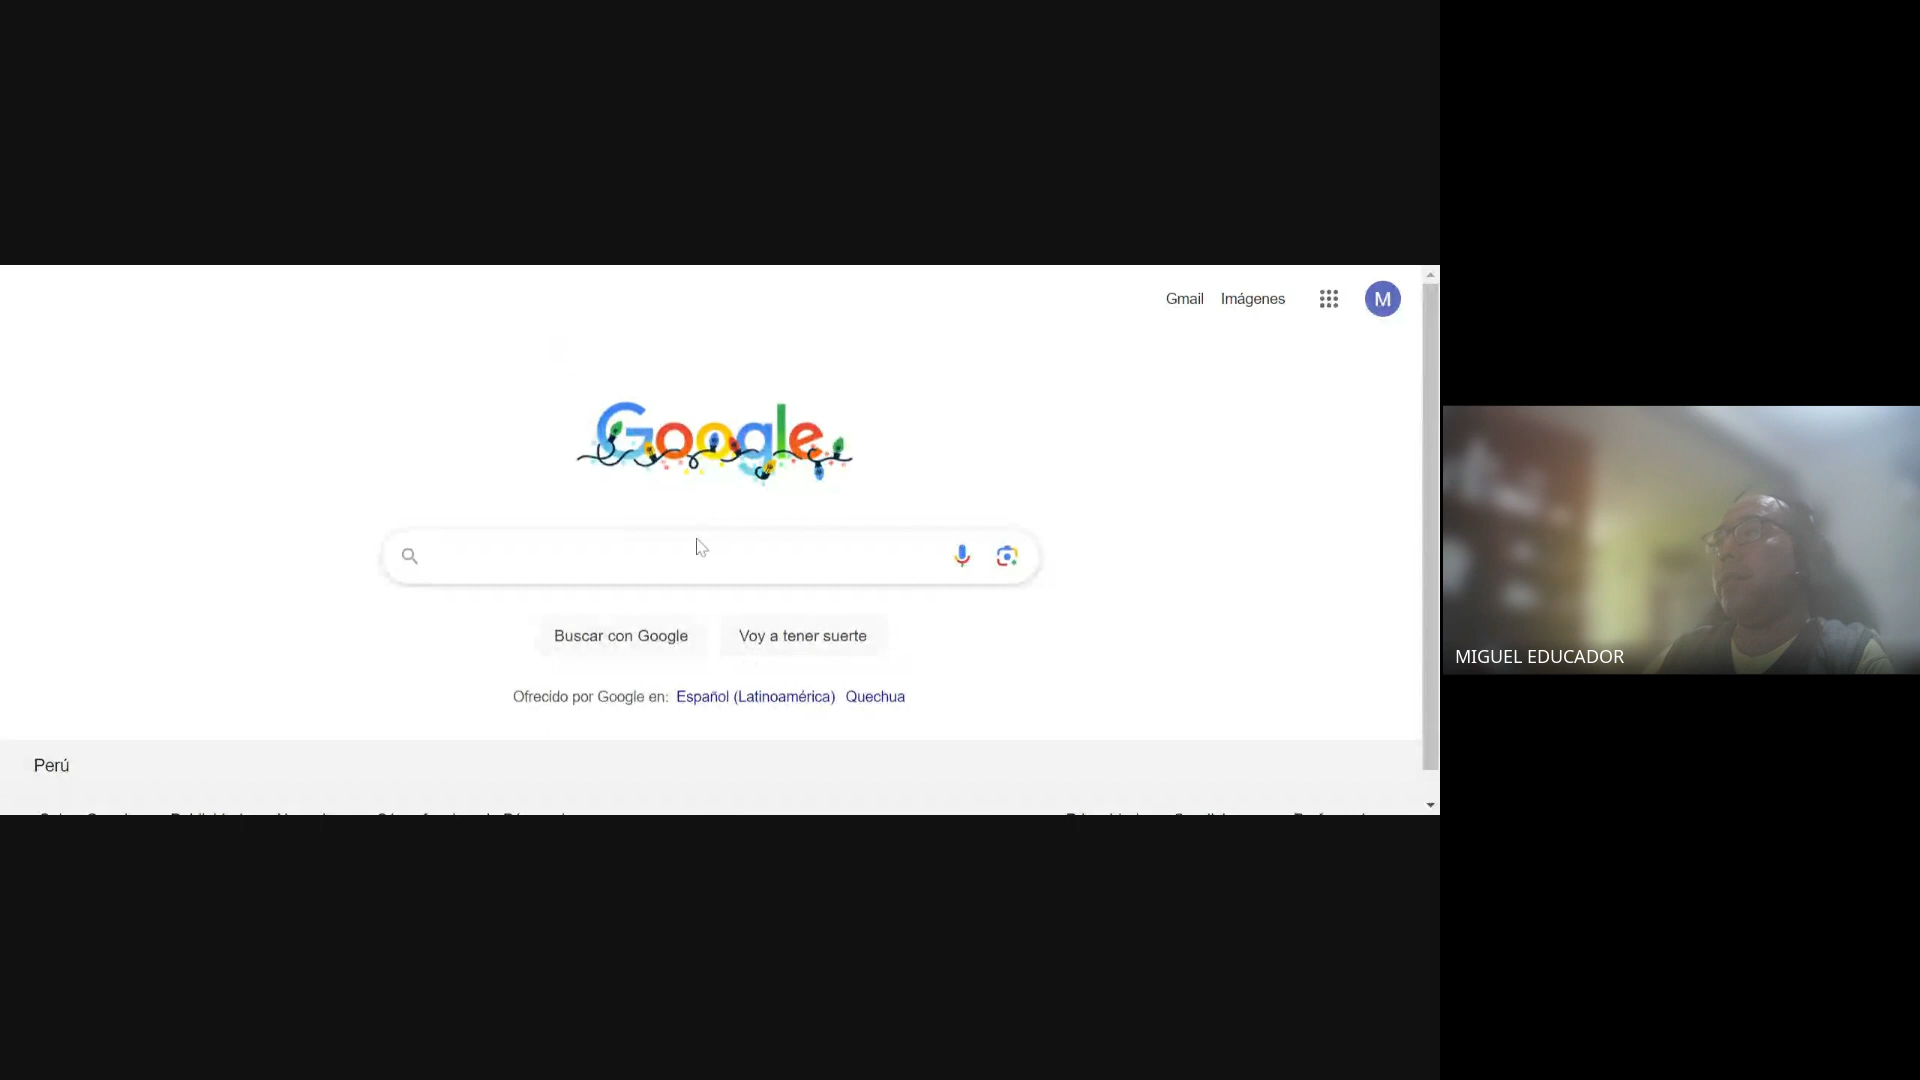 Gmail Imágenes M
Google
Buscar con Google Voy a tener suerte
Ofrecido por Google en: Español (Latinoamérica) Quechua
Perú
MIGUEL EDUCADOR